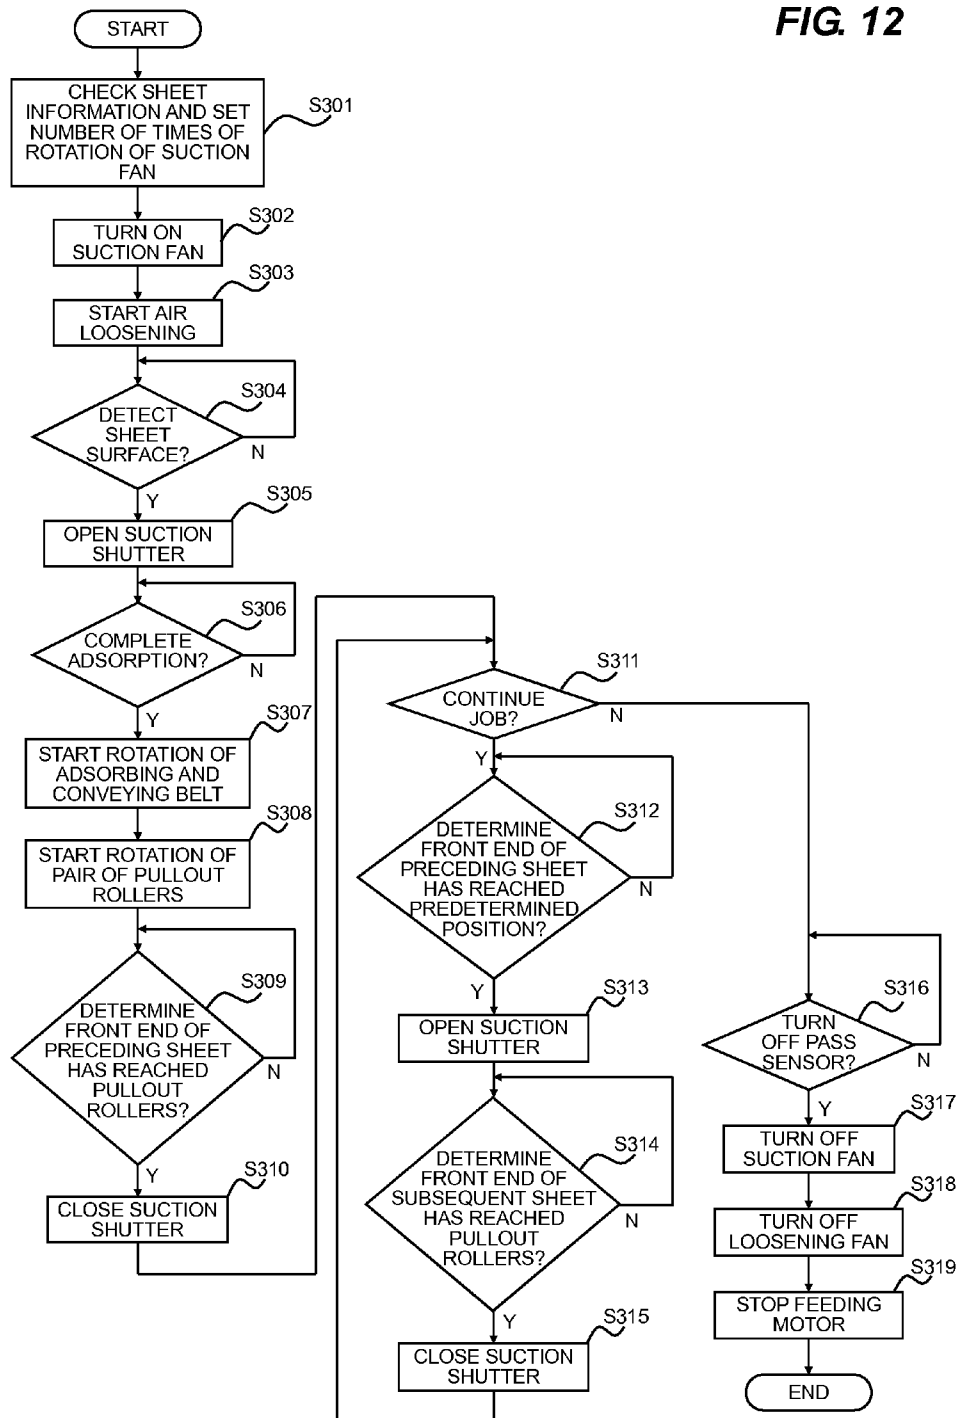 FIG. 12
START
CHECK SHEET
INFORMATION AND SET
NUMBER OF TIMES OF
ROTATION OF SUCTION
FAN
S301
TURN ON
SUCTION FAN
S302
START AIR
LOOSENING
S303
DETECT
SHEET
SURFACE?
S304
N
Y
OPEN SUCTION
SHUTTER
S305
COMPLETE
ADSORPTION?
S306
N
Y
START ROTATION OF
ADSORBING AND
CONVEYING BELT
S307
START ROTATION OF
PAIR OF PULLOUT
ROLLERS
S308
DETERMINE
FRONT END OF
PRECEDING SHEET
HAS REACHED
PULLOUT
ROLLERS?
S309
N
Y
CLOSE SUCTION
SHUTTER
S310
CONTINUE
JOB?
S311
N
Y
DETERMINE
FRONT END OF
PRECEDING SHEET
HAS REACHED
PREDETERMINED
POSITION?
S312
N
Y
OPEN SUCTION
SHUTTER
S313
DETERMINE
FRONT END OF
SUBSEQUENT SHEET
HAS REACHED
PULLOUT
ROLLERS?
S314
N
Y
CLOSE SUCTION
SHUTTER
S315
TURN
OFF PASS
SENSOR?
S316
N
Y
TURN OFF
SUCTION FAN
S317
TURN OFF
LOOSENING FAN
S318
STOP FEEDING
MOTOR
S319
END